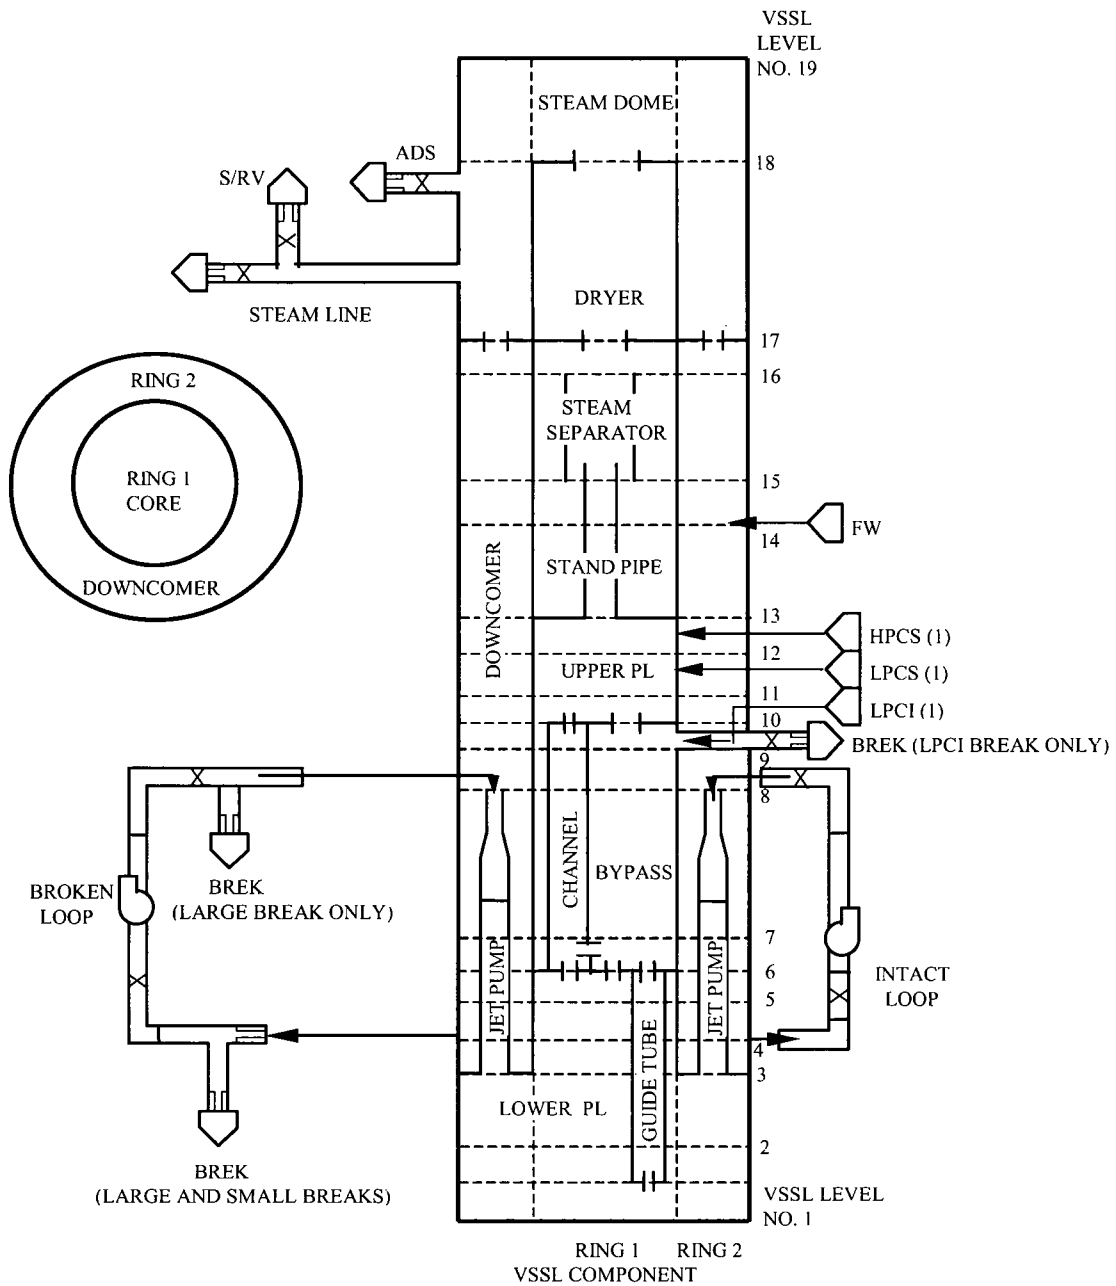 VSSL
LEVEL
NO. 19
STEAM DOME
ADS
18
S/RV
STEAM LINE
DRYER
17
16
RING 2
STEAM
SEPARATOR
RING 1
CORE
15
FW
14
DOWNCOMER
STAND PIPE
DOWNCOMER
13
HPCS (1)
12
UPPER PL
LPCS (1)
11
LPCI (1)
10
BREK (LPCI BREAK ONLY)
9
8
CHANNEL
BYPASS
BROKEN
LOOP
BREK
(LARGE BREAK ONLY)
7
JET PUMP
JET PUMP
6
INTACT
LOOP
5
GUIDE TUBE
4
3
LOWER PL
2
BREK
(LARGE AND SMALL BREAKS)
VSSL LEVEL
NO. 1
RING 1
RING 2
VSSL COMPONENT